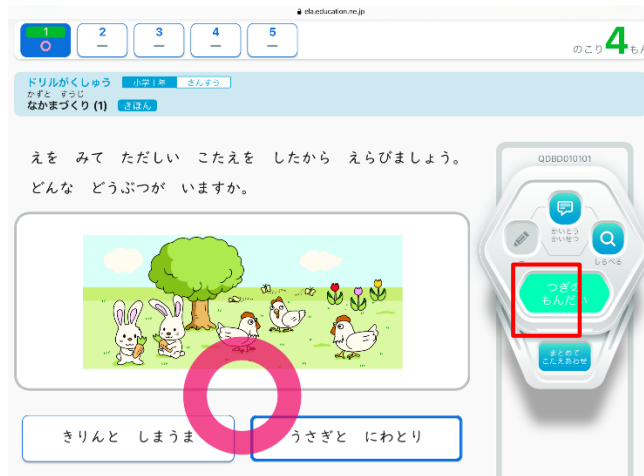 ela.education.ne.jp
1 2 3 4 5
のこり4もん
ドリルがくしゅう 小学1年 さんすう
かずと すうじ
なかまづくり (1) きほん
えを みて ただしい こたえを したから えらびましょう。
どんな どうぶつが いますか。
QDBD010101
かいとう
かいせつ
しらべる
つぎの
もんだい
まとめて
こたえあわせ
きりんと しまうま
うさぎと にわとり